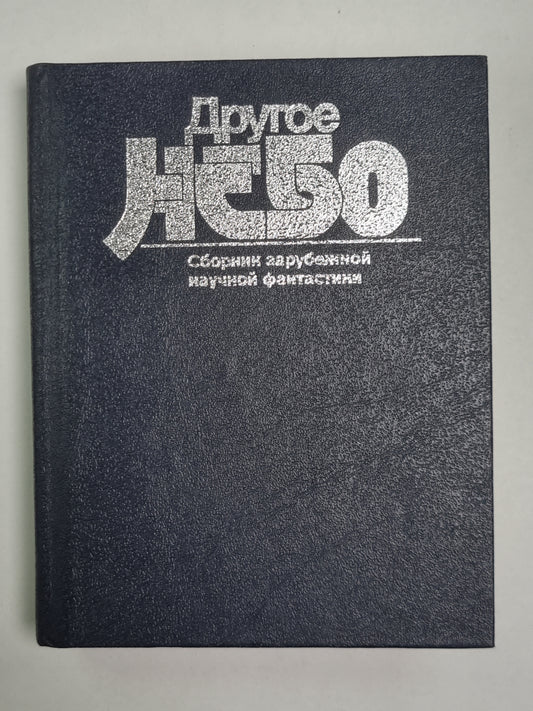 Другое
НЕБО
Сборник зарубежной
научной фантастики